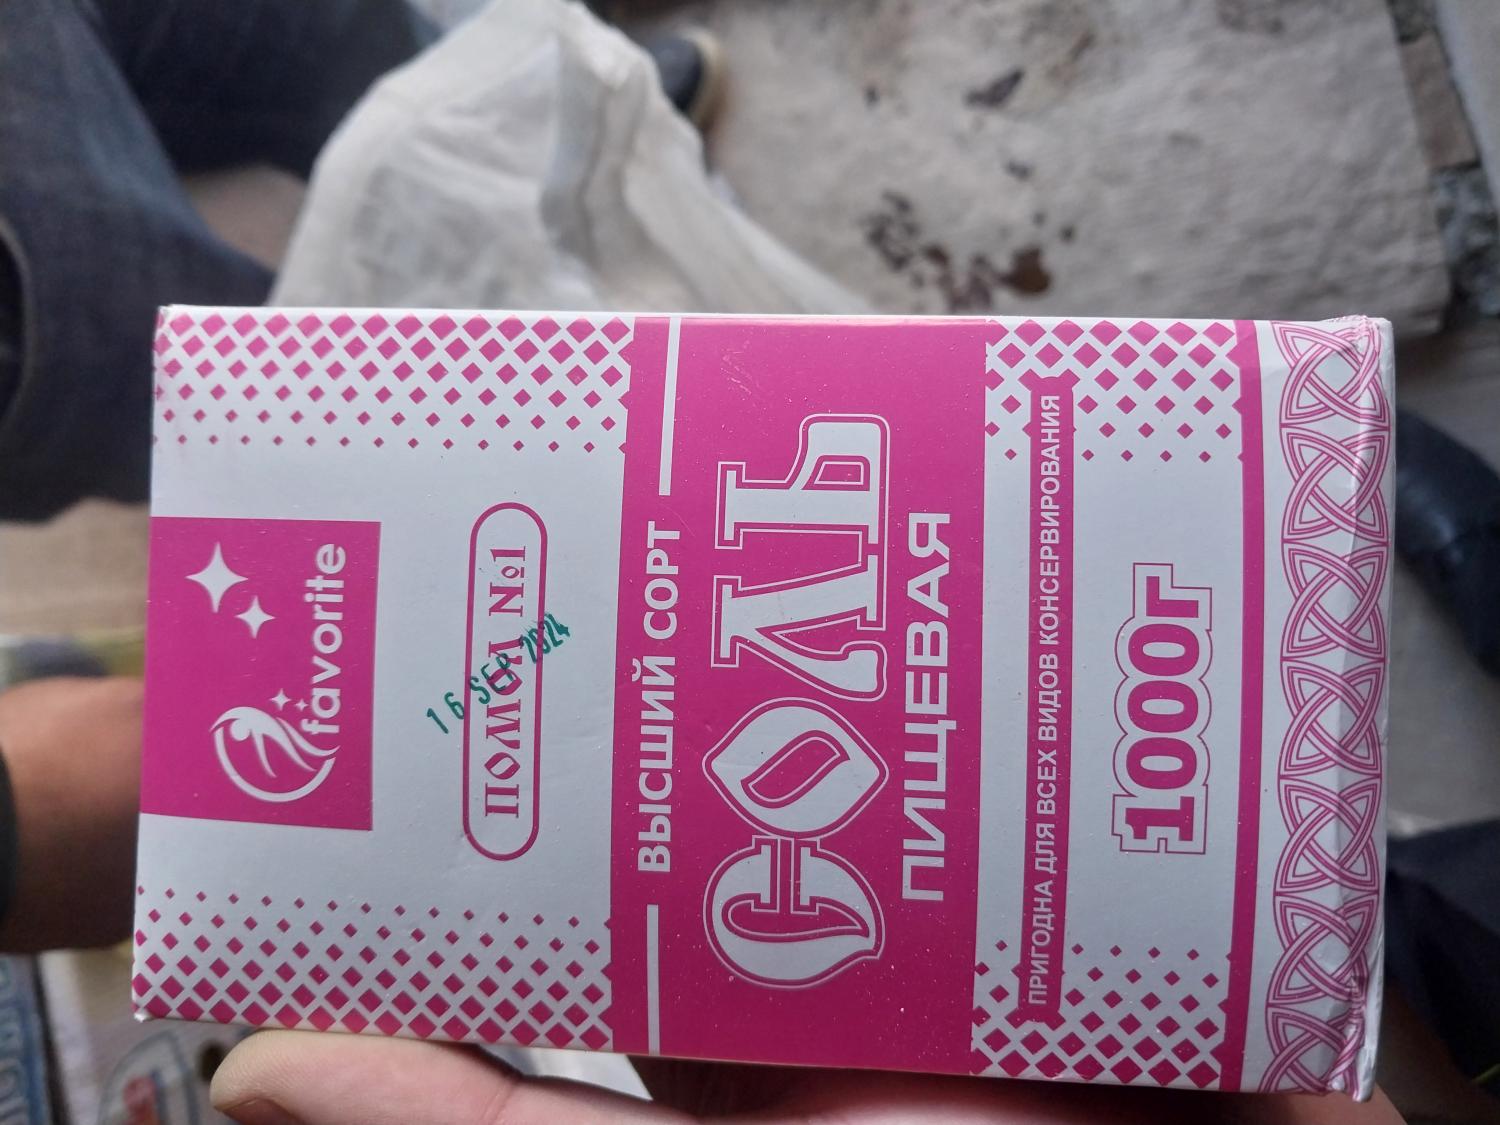 favorite
ПОМОЛ №1
16 SEP 2024
ВЫСШИЙ СОРТ
СОЛЬ
ПИЩЕВАЯ
ПРИГОДНА ДЛЯ ВСЕХ ВИДОВ КОНСЕРВИРОВАНИЯ
1000г